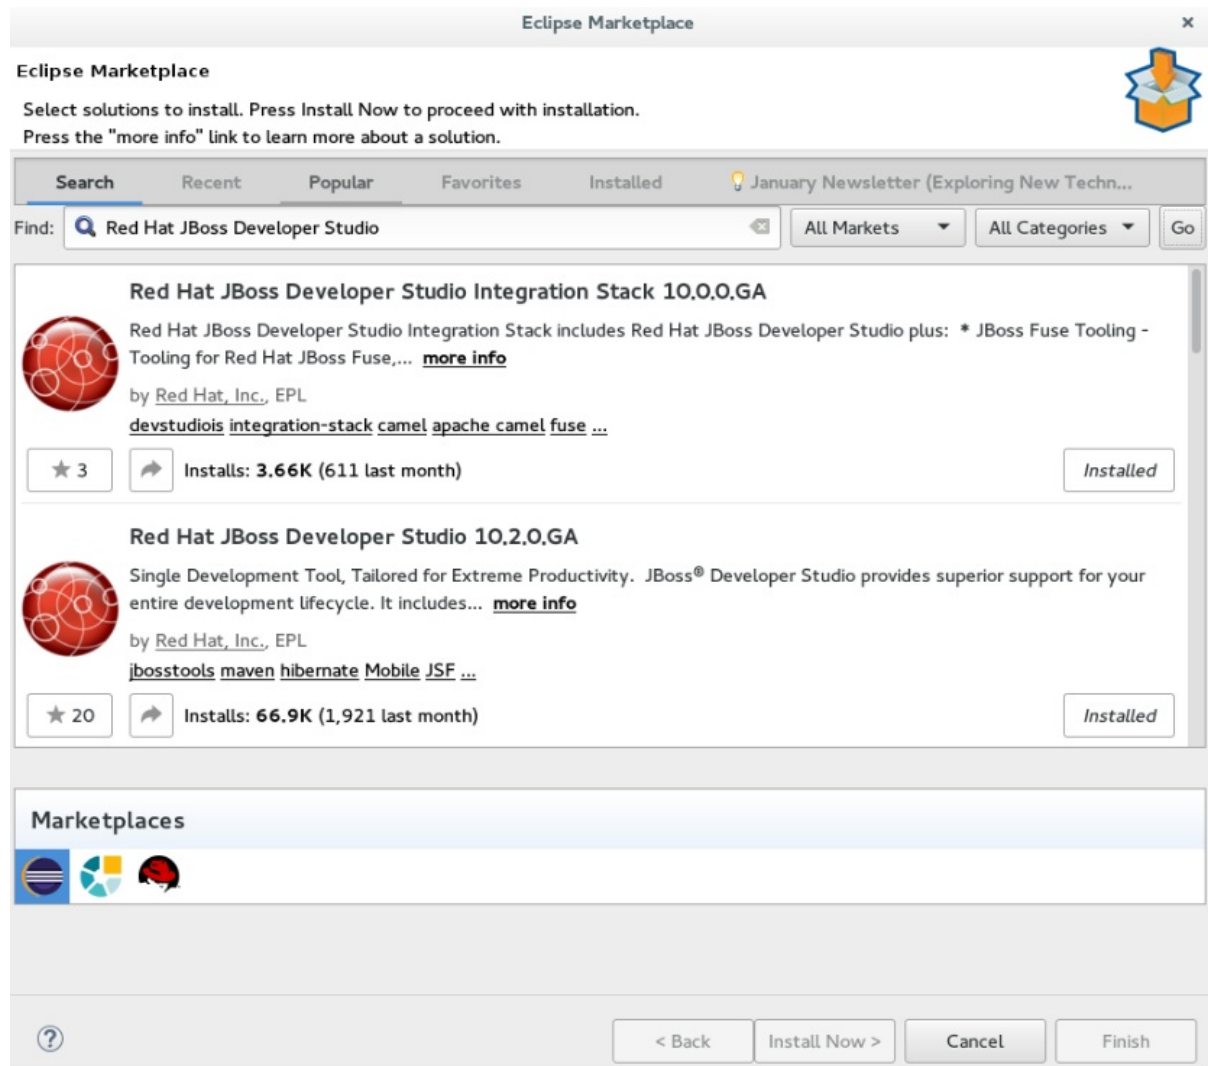 Eclipse Marketplace ×
Eclipse Marketplace
Select solutions to install. Press Install Now to proceed with installation.
Press the "more info" link to learn more about a solution.
Search Recent Popular Favorites Installed January Newsletter (Exploring New Techn...
Find: Red Hat JBoss Developer Studio All Markets All Categories Go
Red Hat JBoss Developer Studio Integration Stack 10.0.0.GA
Red Hat JBoss Developer Studio Integration Stack includes Red Hat JBoss Developer Studio plus: * JBoss Fuse Tooling -
Tooling for Red Hat JBoss Fuse,... more info
by Red Hat, Inc., EPL
devstudiois integration-stack camel apache camel fuse ...
★ 3 Installs: 3.66K (611 last month) Installed
Red Hat JBoss Developer Studio 10.2.0.GA
Single Development Tool, Tailored for Extreme Productivity. JBoss® Developer Studio provides superior support for your
entire development lifecycle. It includes... more info
by Red Hat, Inc., EPL
jbosstools maven hibernate Mobile JSF ...
★ 20 Installs: 66.9K (1,921 last month) Installed
Marketplaces
? < Back Install Now > Cancel Finish